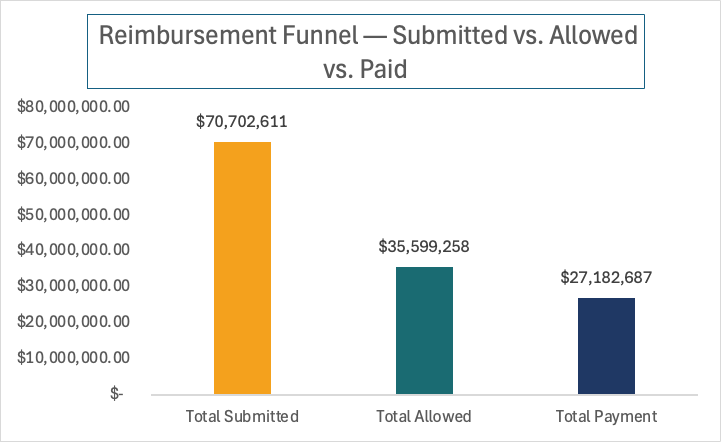 Reimbursement Funnel — Submitted vs. Allowed
vs. Paid
$80,000,000.00
$70,000,000.00
$60,000,000.00
$50,000,000.00
$40,000,000.00
$30,000,000.00
$20,000,000.00
$10,000,000.00
$-
$70,702,611
$35,599,258
$27,182,687
Total Submitted
Total Allowed
Total Payment